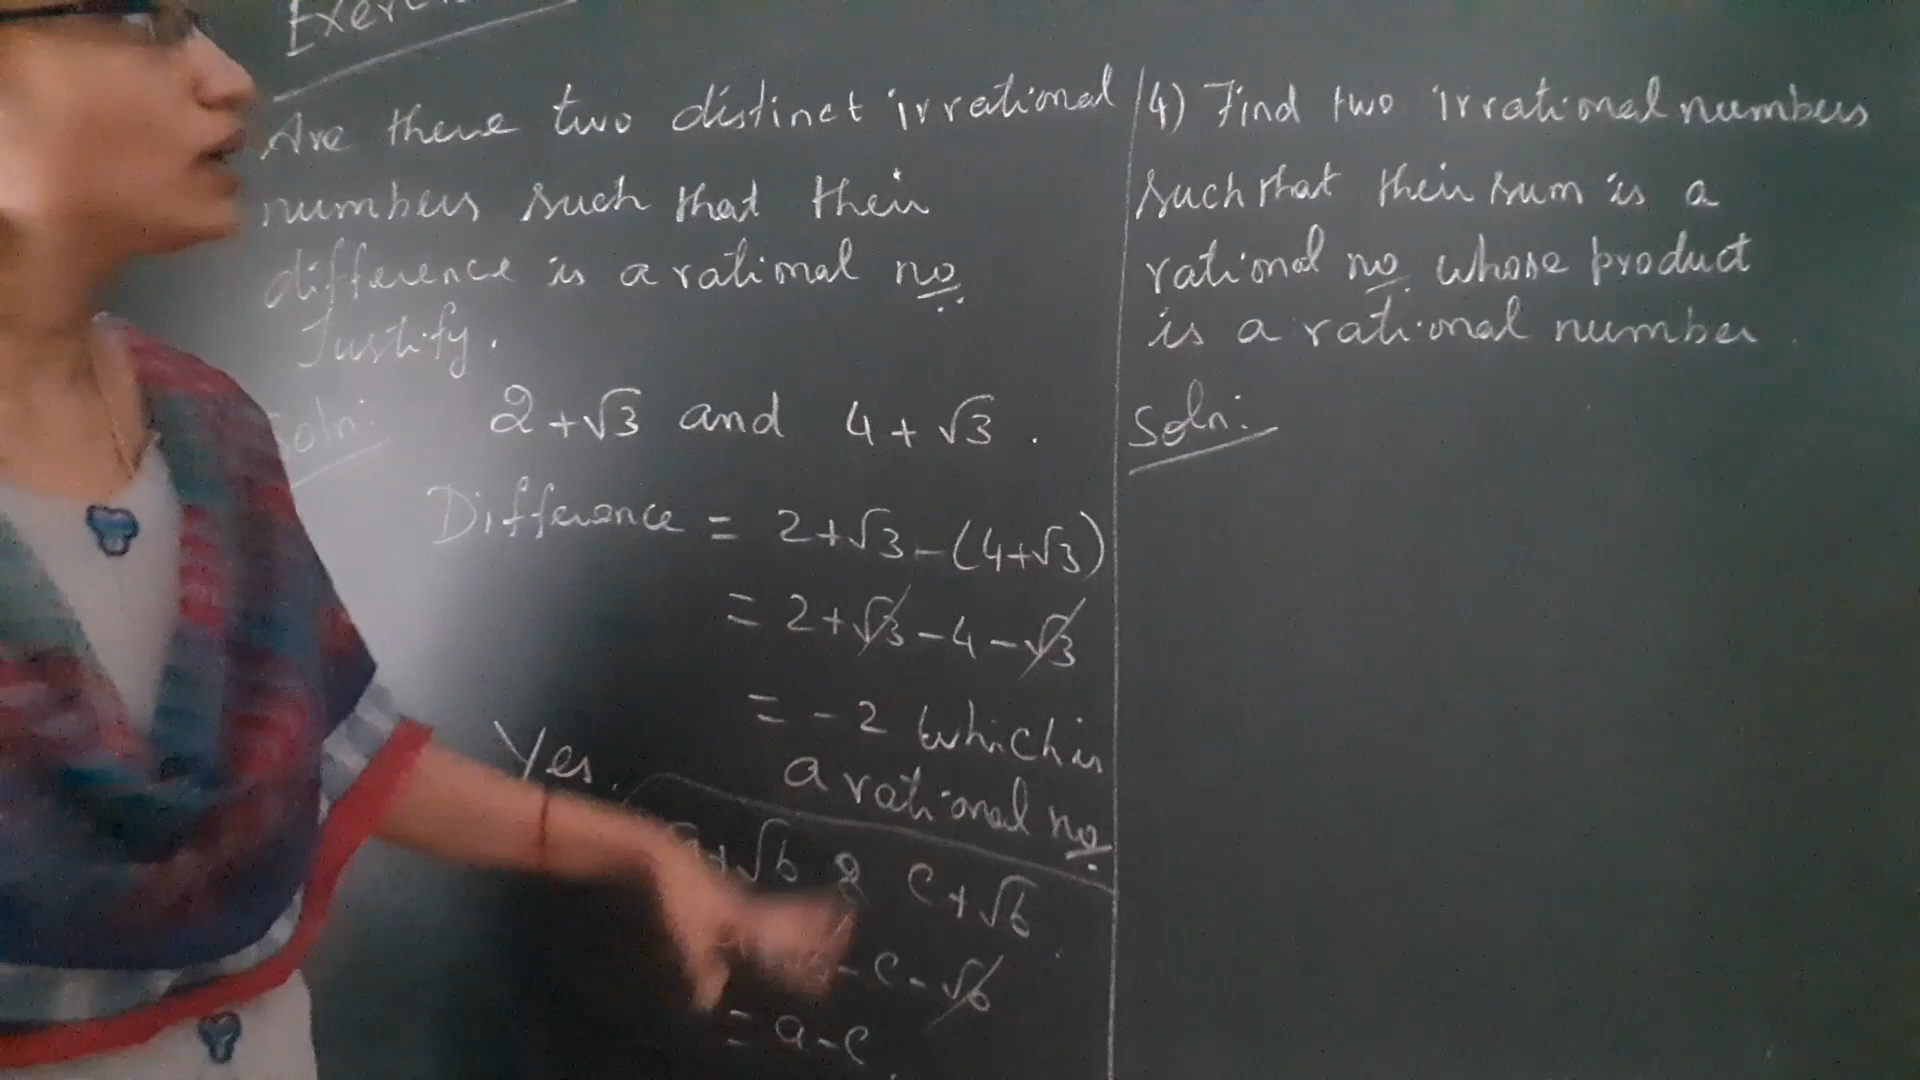 Are there two distinct irrational
numbers such that their
difference is a rational no.
Justify.
Soln:
2+√3 and 4+√3.
Difference = 2+√3-(4+√3)
= 2+√3-4-√3
= -2 which is
a rational no.
Yes.
+√b & c+√b
-c-√b
= a-c
4) Find two irrational numbers
such that their sum is a
rational no. whose product
is a rational number.
Soln: